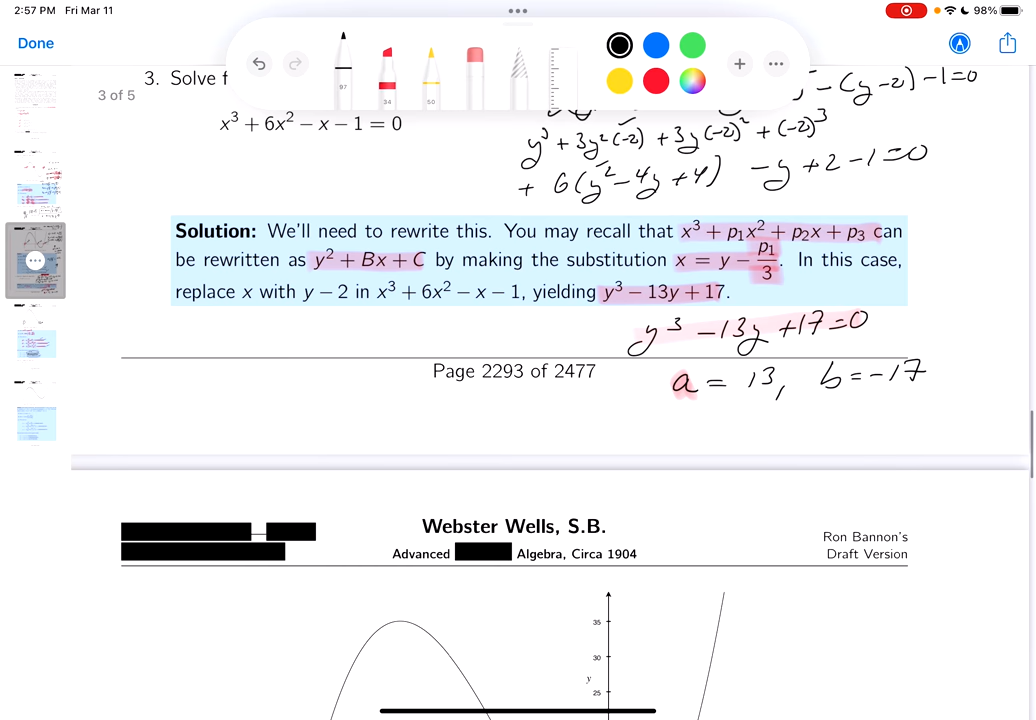 2:57 PM Fri Mar 11
98%
Done
97
34
50
3 of 5
3. Solve f
x³ + 6x² − x − 1 = 0
− (y−2) −1=0
y³ + 3y²(−2) + 3y(−2)² + (−2)³
+ 6(y²−4y+4) −y+2−1=0
Solution: We'll need to rewrite this. You may recall that x³ + p₁x² + p₂x + p₃ can
be rewritten as y² + Bx + C by making the substitution x = y − p₁/3. In this case,
replace x with y − 2 in x³ + 6x² − x − 1, yielding y³ − 13y + 17.
y³ −13y +17=0
Page 2293 of 2477
a = 13, b=−17
Webster Wells, S.B.
Advanced Algebra, Circa 1904
Ron Bannon's
Draft Version
35
30
y
25